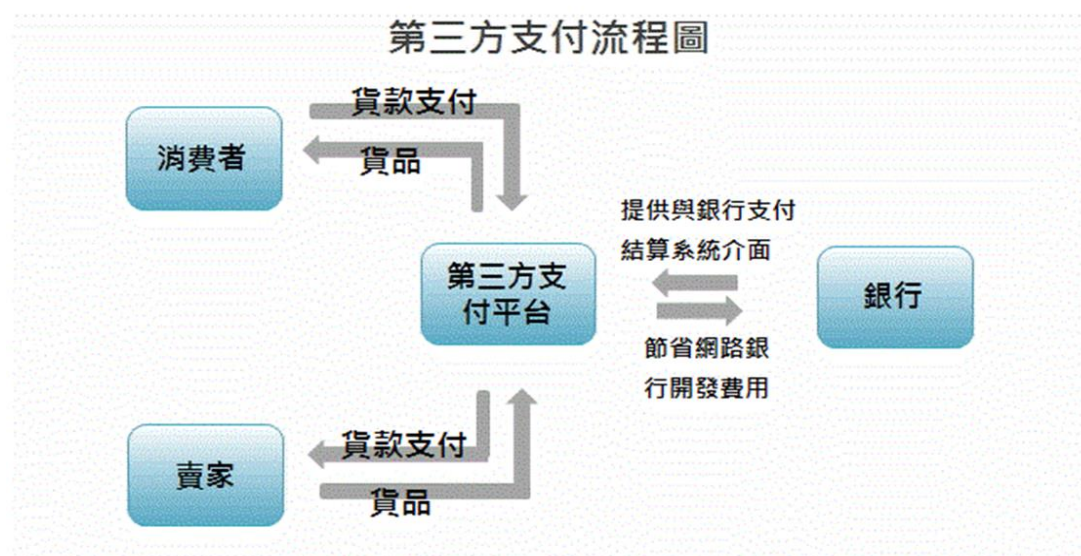 第三方支付流程圖
貨款支付
消費者
貨品
提供與銀行支付
結算系統介面
第三方支
付平台
銀行
節省網路銀
行開發費用
貨款支付
賣家
貨品